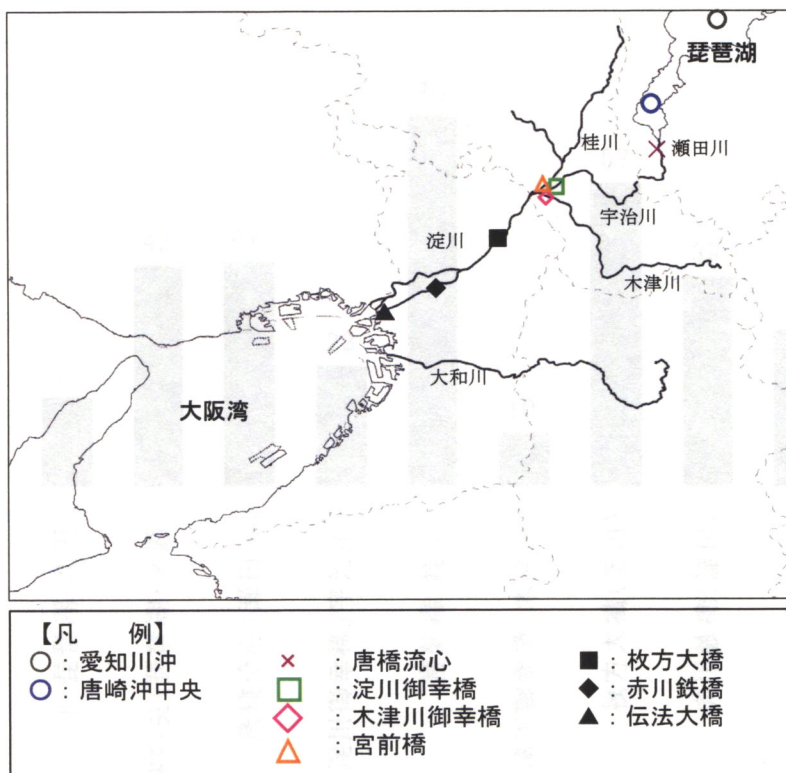 琵琶湖
桂川
瀬田川
宇治川
淀川
木津川
大和川
大阪湾
【凡　　例】
○：愛知川沖
○：唐崎沖中央
×：唐橋流心
□：淀川御幸橋
◇：木津川御幸橋
△：宮前橋
■：枚方大橋
◆：赤川鉄橋
▲：伝法大橋